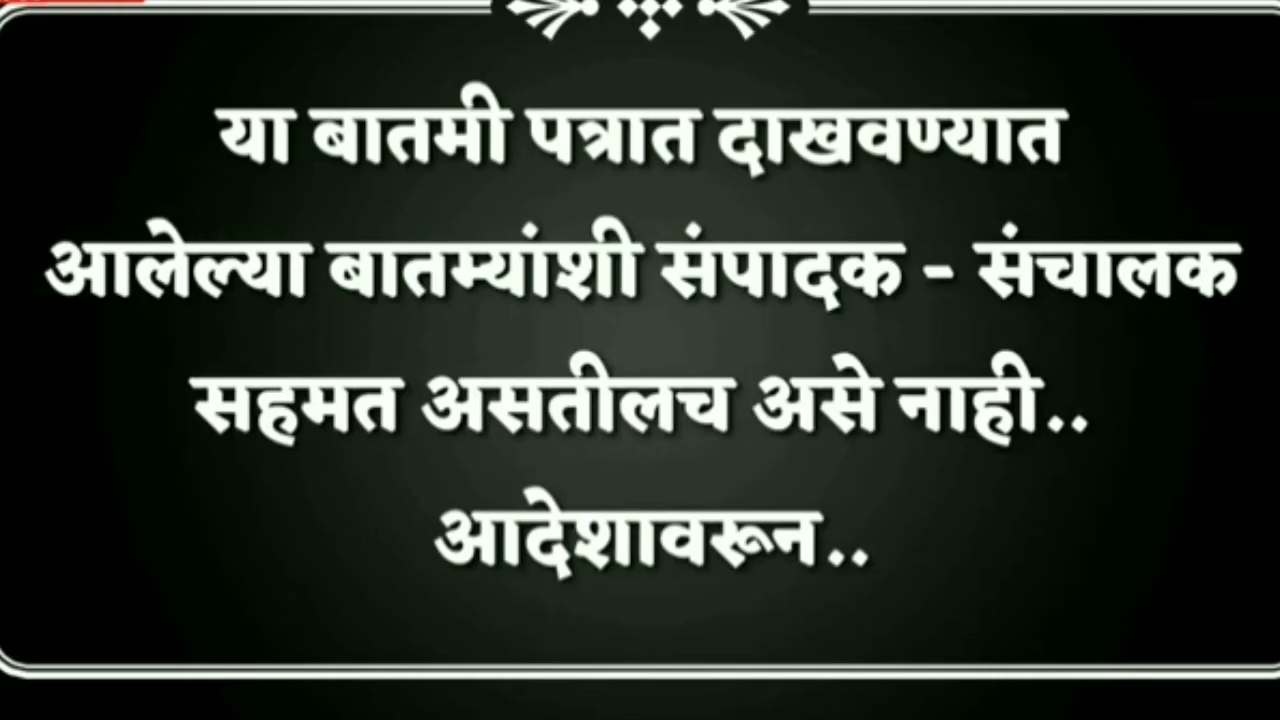 या बातमी पत्रात दाखवण्यात
आलेल्या बातम्यांशी संपादक - संचालक
सहमत असतीलच असे नाही..
आदेशावरून..